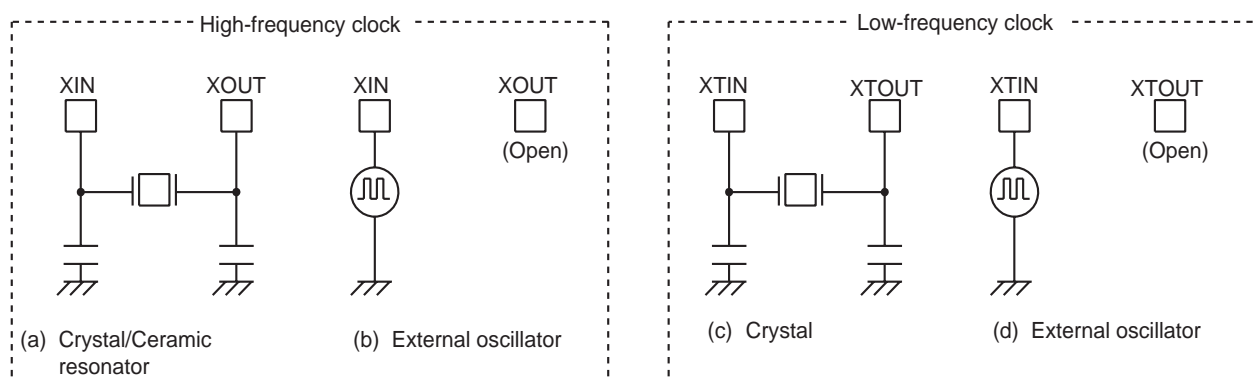 High-frequency clock
XIN
XOUT
XIN
XOUT
(Open)
(a) Crystal/Ceramic
resonator
(b) External oscillator
Low-frequency clock
XTIN
XTOUT
XTIN
XTOUT
(Open)
(c) Crystal
(d) External oscillator